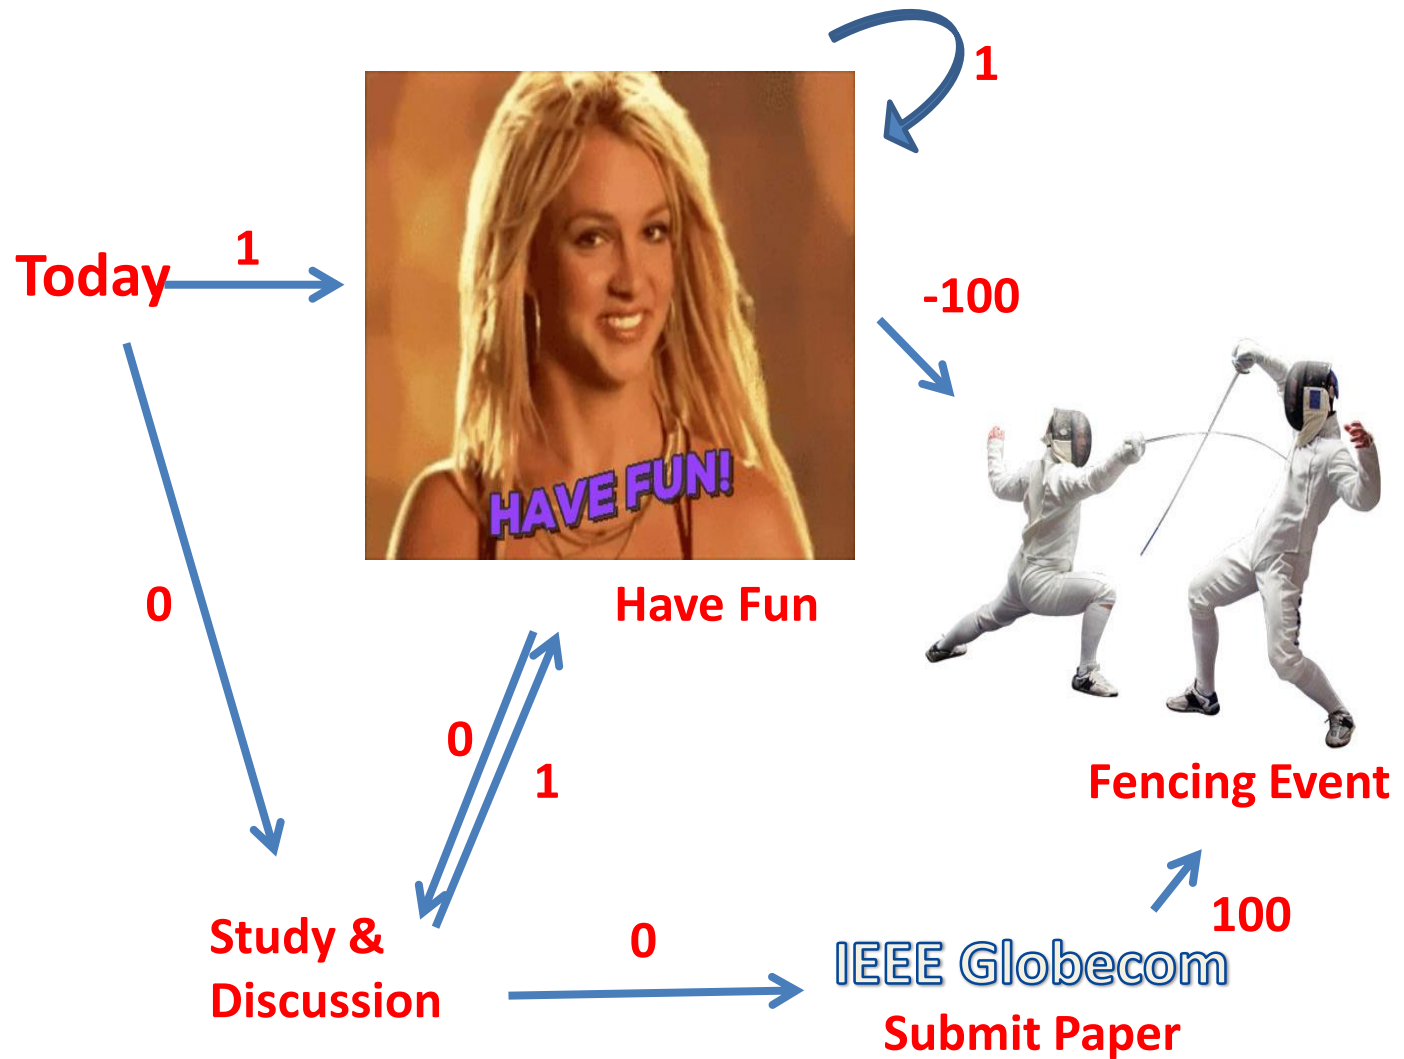 1
Today
1
-100
HAVE FUN!
Have Fun
0
0
1
Fencing Event
Study &
Discussion
0
100
IEEE Globecom
Submit Paper